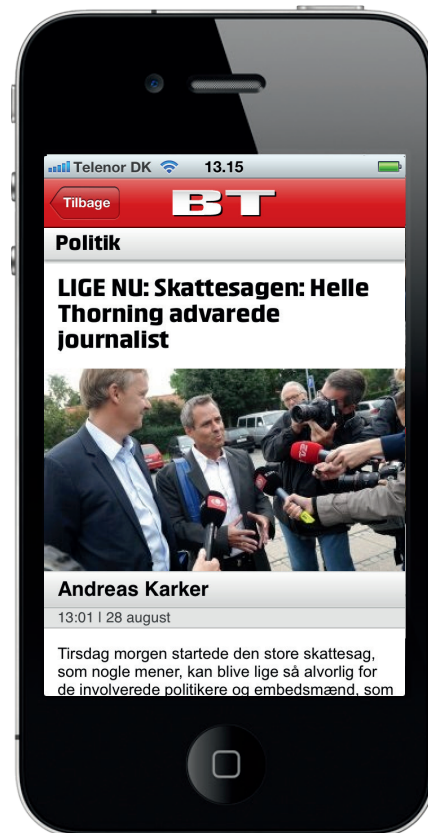 Telenor DK 13.15
Tilbage BT
Politik
LIGE NU: Skattesagen: Helle
Thorning advarede
journalist
Andreas Karker
13:01 | 28 august
Tirsdag morgen startede den store skattesag,
som nogle mener, kan blive lige så alvorlig for
de involverede politikere og embedsmænd, som